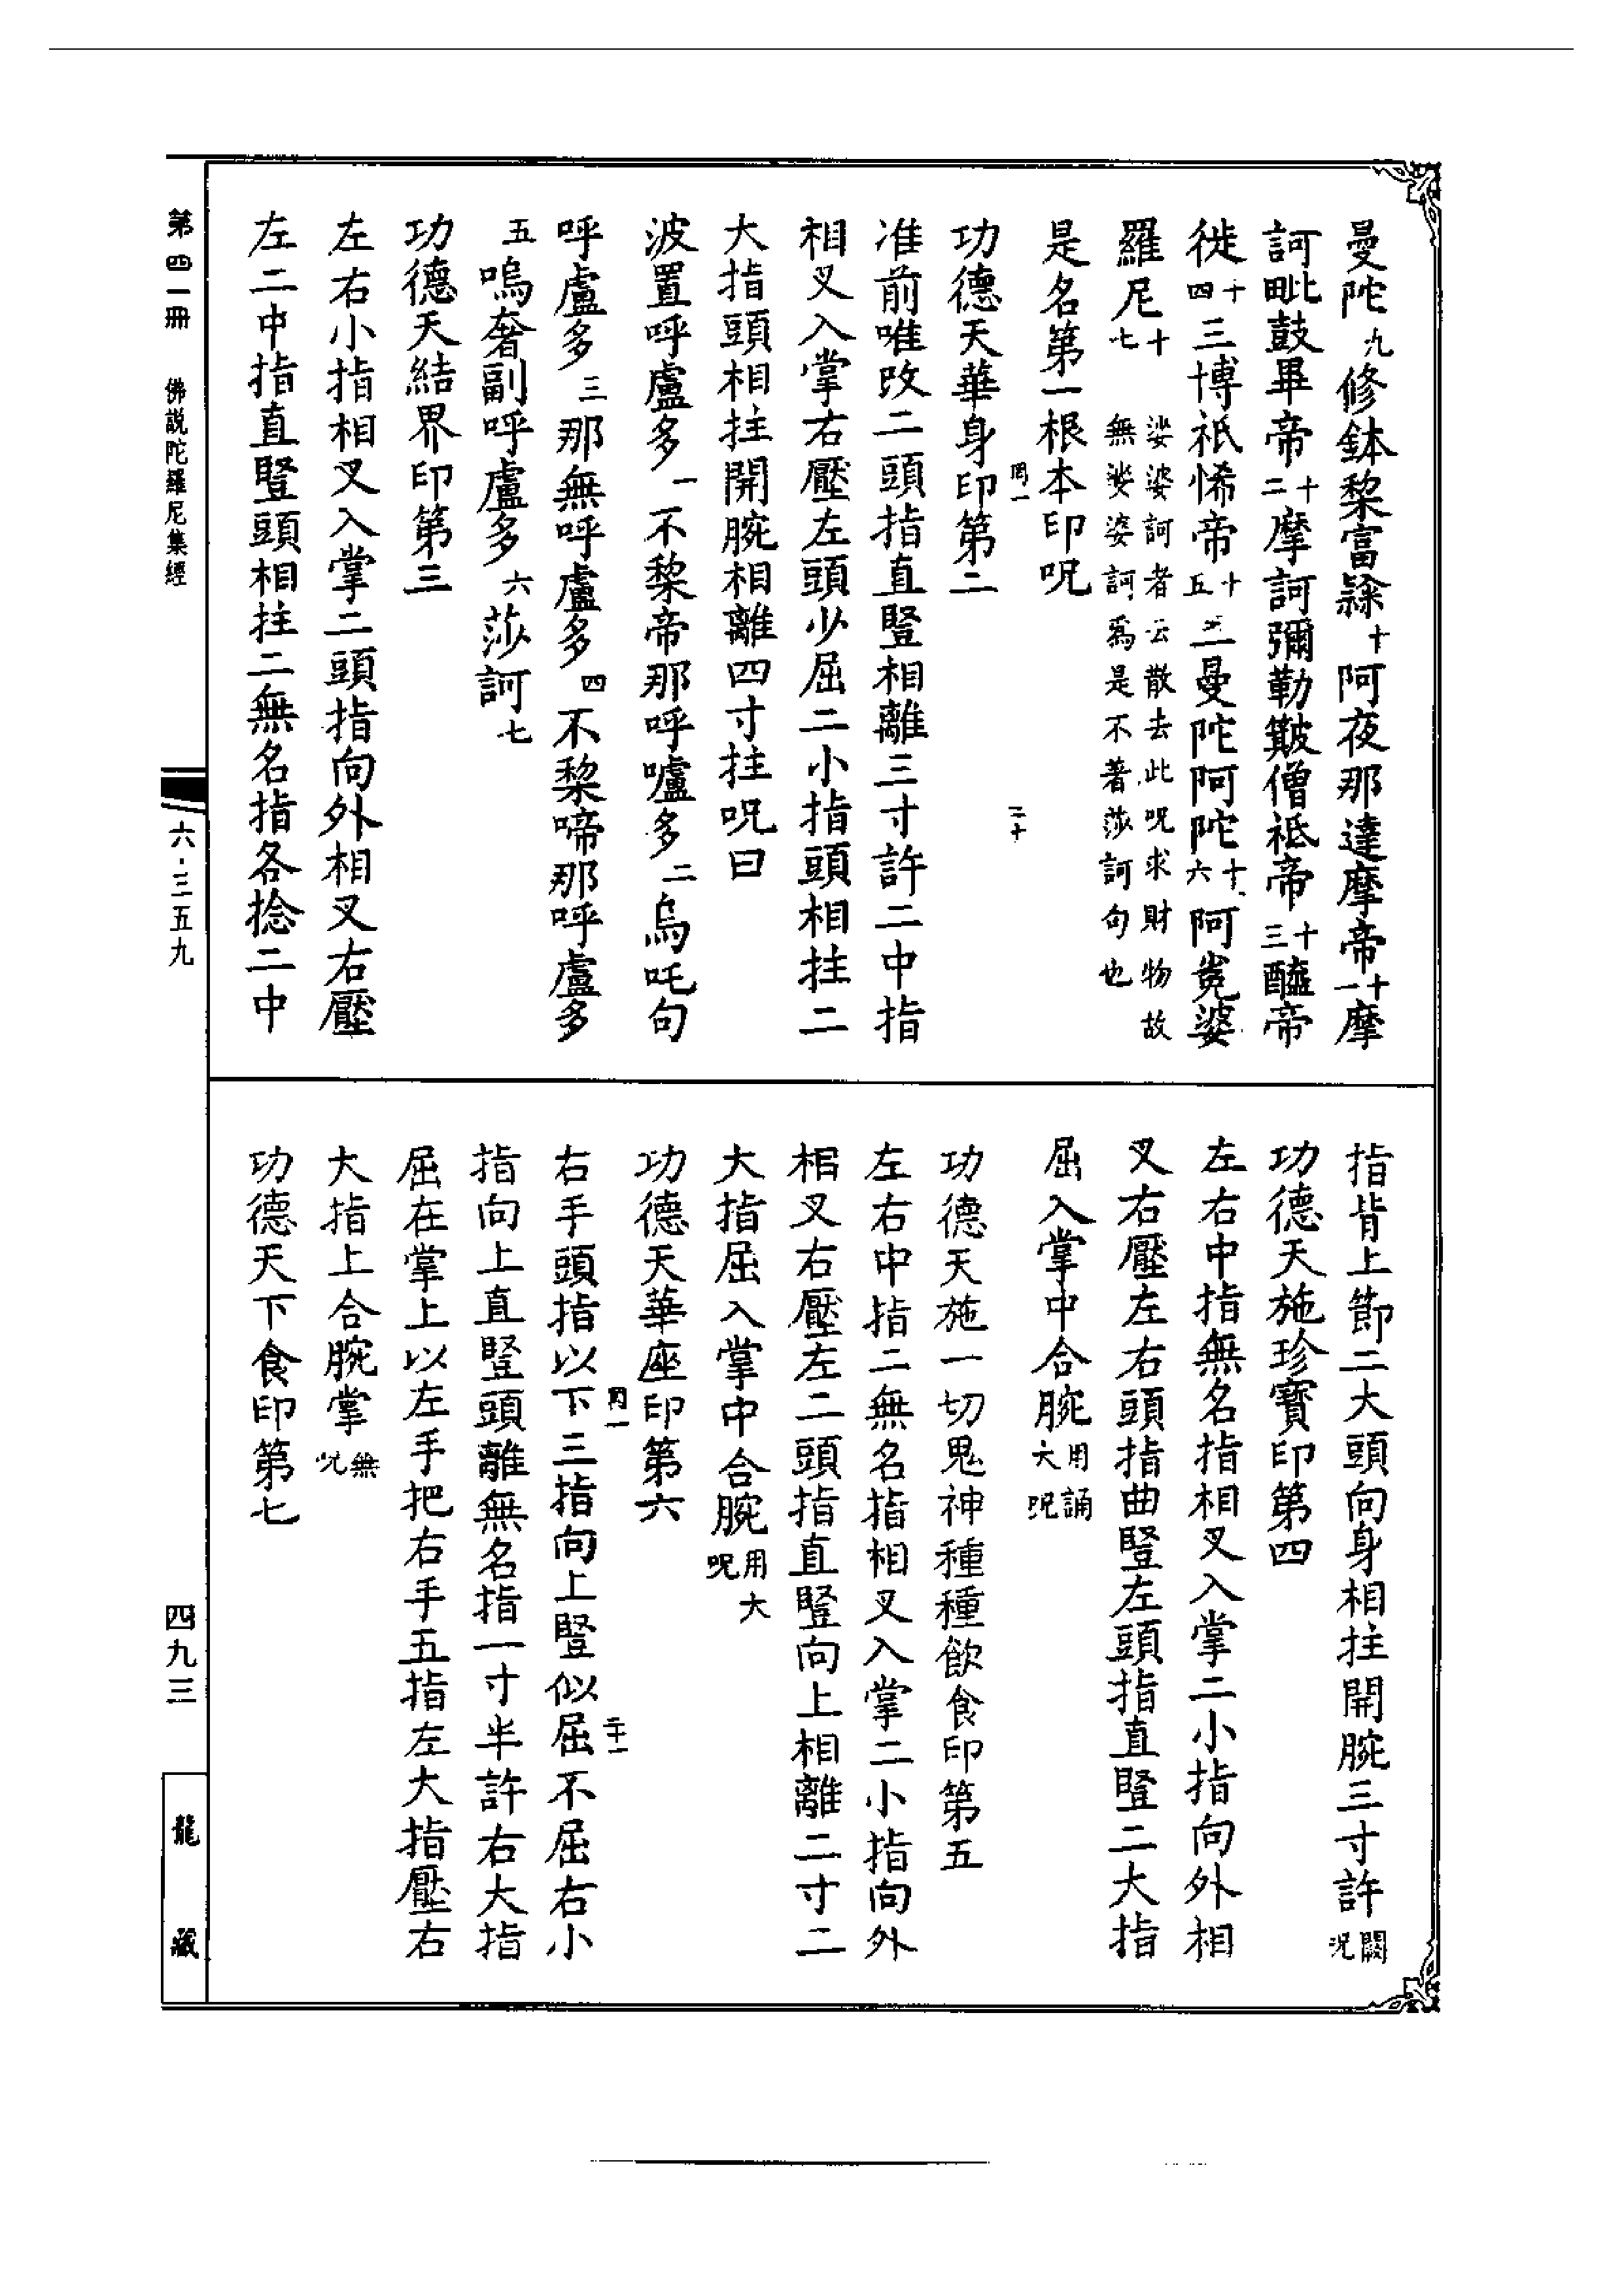 曼陀九修鉢黎富隸十阿夜那達摩帝十一摩
訶毗鼓畢帝十二摩訶彌勒簸僧祇帝十三醯帝
徙十四三博祇悕帝十五三曼陀阿陀十六阿㝹婆
羅尼十七娑婆訶者云散去此呪求財物故無娑婆訶爲是不著莎訶句也
是名第一根本印呪
罔一
二十
功德天華身印第二
准前唯改二頭指直豎相離三寸許二中指
相叉入掌右壓左頭少屈二小指頭相拄二
大指頭相拄開腕相離四寸拄呪曰
波置呼盧多一不黎帝那呼嚧多二烏吒句
呼盧多三那無呼盧多四不黎啼那呼盧多
五嗚奢副呼盧多六莎訶七
功德天結界印第三
左右小指相叉入掌二頭指向外相叉右壓
左二中指直豎頭相拄二無名指各捻二中
指背上節二大頭向身相拄開腕三寸許闕呪
功德天施珍寶印第四
左右中指無名指相叉入掌二小指向外相
叉右壓左右頭指曲豎左頭指直豎二大指
屈入掌中合腕用誦大呪
功德天施一切鬼神種種飲食印第五
左右中指二無名指相叉入掌二小指向外
相叉右壓左二頭指直豎向上相離二寸二
大指屈入掌中合腕用大呪
功德天華座印第六
罔一
二十一
右手頭指以下三指向上豎似屈不屈右小
指向上直豎頭離無名指一寸半許右大指
屈在掌上以左手把右手五指左大指壓右
大指上合腕掌無呪
功德天下食印第七
第四一冊 佛說陀羅尼集經
六·三五九
四九三
龍藏